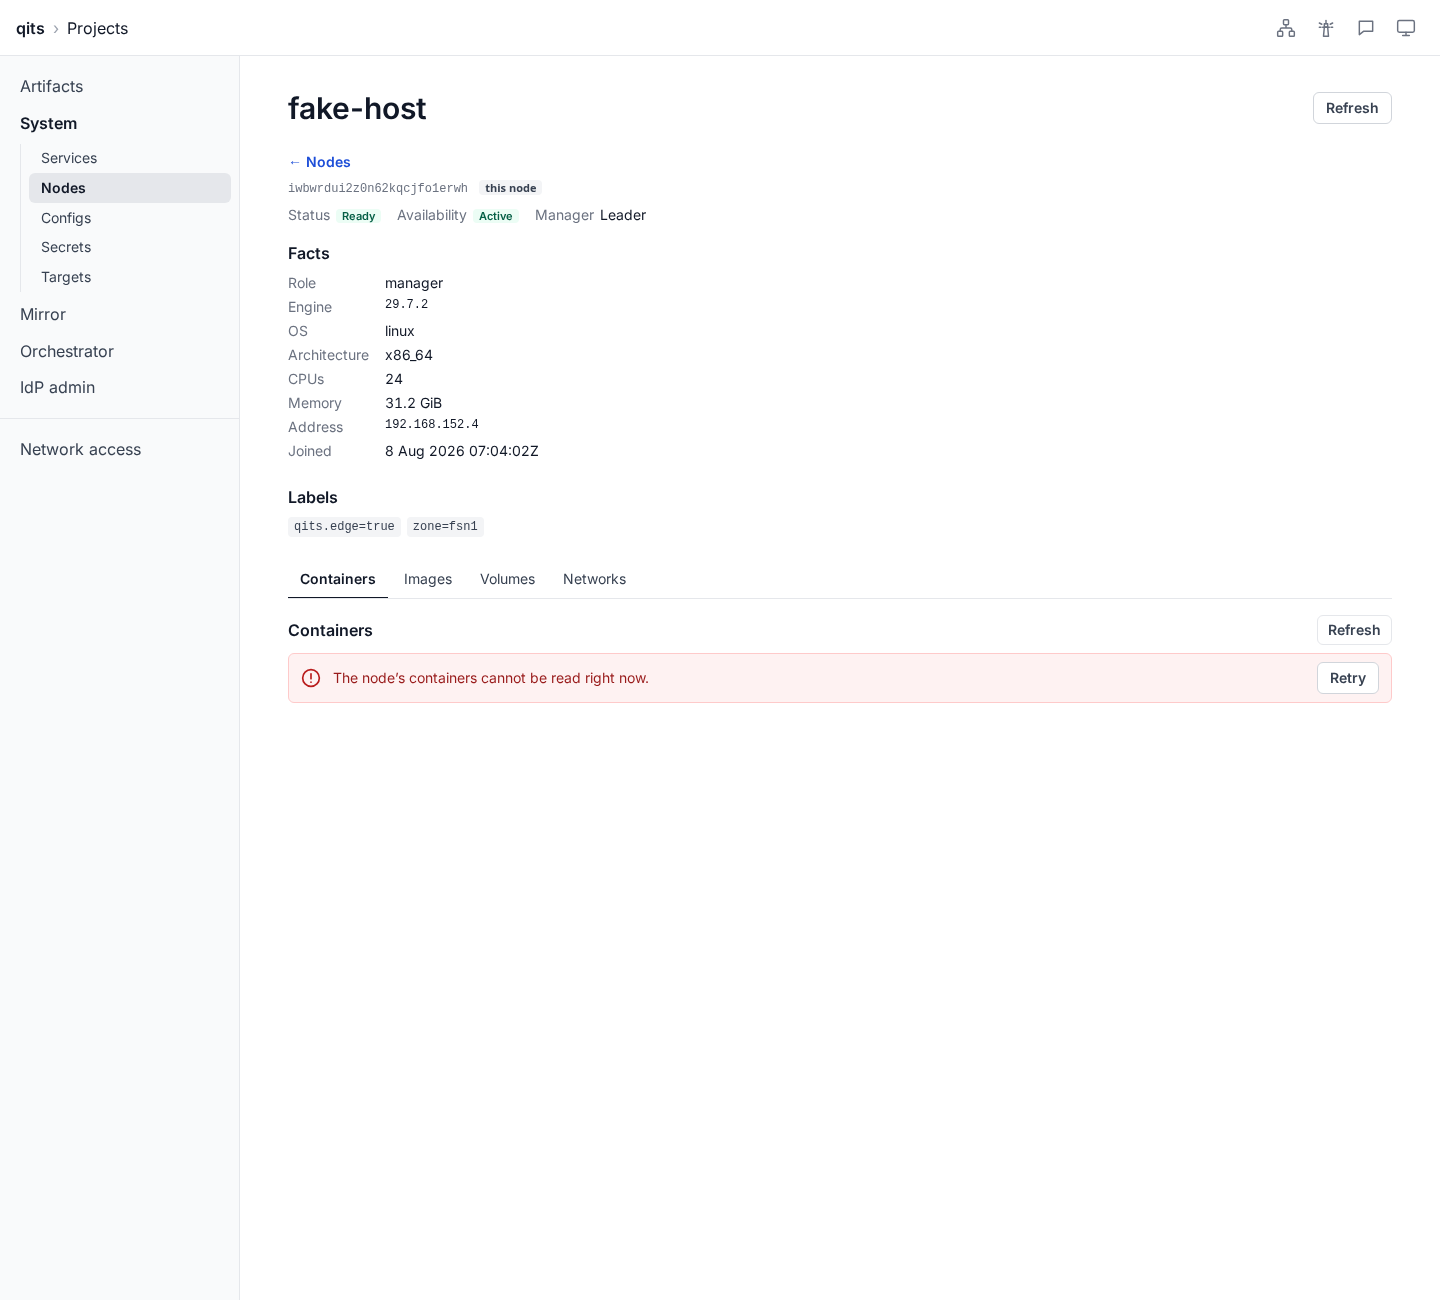 qits › Projects
Artifacts
System
Services
Nodes
Configs
Secrets
Targets
Mirror
Orchestrator
IdP admin
Network access
fake-host
Refresh
← Nodes
iwbwrdui2z0n62kqcjfo1erwh this node
Status Ready Availability Active Manager Leader
Facts
Role manager
Engine 29.7.2
OS linux
Architecture x86_64
CPUs 24
Memory 31.2 GiB
Address 192.168.152.4
Joined 8 Aug 2026 07:04:02Z
Labels
qits.edge=true zone=fsn1
Containers Images Volumes Networks
Containers Refresh
The node’s containers cannot be read right now. Retry